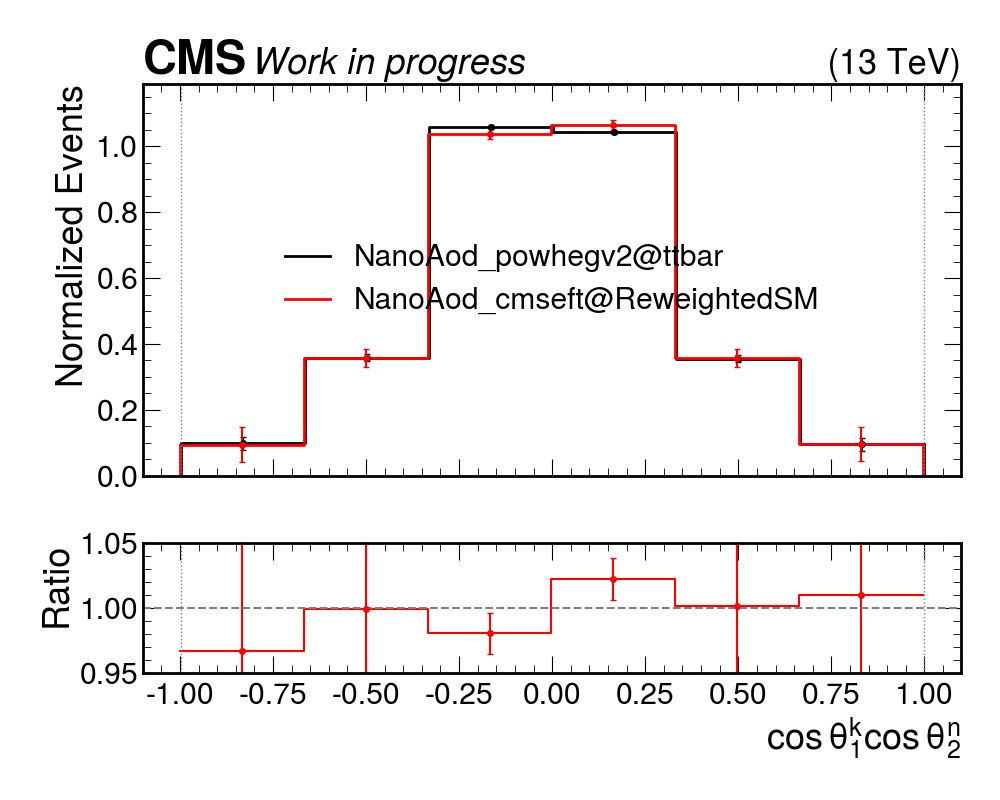 CMS Work in progress (13 TeV)
Normalized Events
1.0
0.8
0.6
0.4
0.2
0.0
NanoAod_powhegv2@ttbar
NanoAod_cmseft@ReweightedSM
Ratio
1.05
1.00
0.95
-1.00 -0.75 -0.50 -0.25 0.00 0.25 0.50 0.75 1.00
cos θ₁ᵏcos θ₂ⁿ